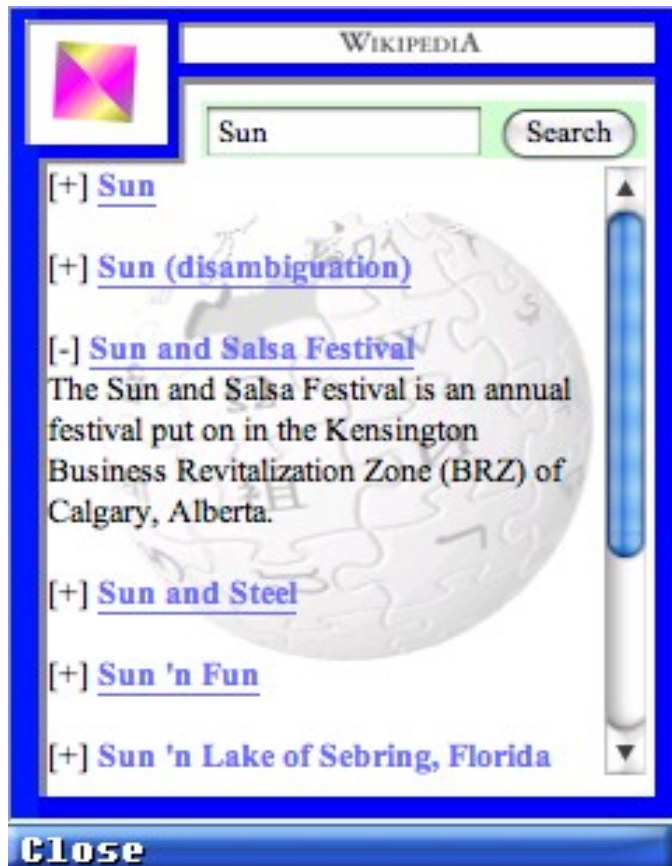 WIKIPEDIA
Sun
Search
[+] Sun
[+] Sun (disambiguation)
[-] Sun and Salsa Festival
The Sun and Salsa Festival is an annual
festival put on in the Kensington
Business Revitalization Zone (BRZ) of
Calgary, Alberta.
[+] Sun and Steel
[+] Sun 'n Fun
[+] Sun 'n Lake of Sebring, Florida
Close